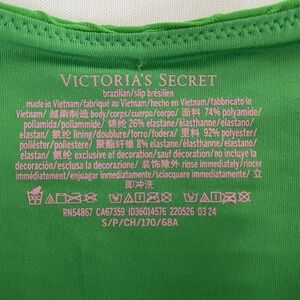 VICTORIA'S SECRET
brazilian/slip brésilien
made in Vietnam/fabriqué au Vietnam/hecho en Vietnam/fabbricato in
Vietnam/ 越南制造 body/corps/cuerpo/corpo/ 面料 74% polyamide/
poliamida/poliammide/ 锦纶 26% elastane/élasthanne/elastano/
elastan/ 氨纶 lining/doublure/forro/fodera/ 里料 92% polyester/
poliéster/poliestere/ 聚酯纤维 8% elastane/élasthanne/elastano/
elastan/ 氨纶 exclusive of decoration/sauf décoration/no incluye la
decoración/esclusa la decorazione/ 装饰除外 rinse immediately/rincer
immédiatement/enjuagar inmediatamente/sciacquare immediatamente/ 立
即冲洗
RN54867 CA67359 ID36014576 220526 03 24
S/P/CH/170/68A